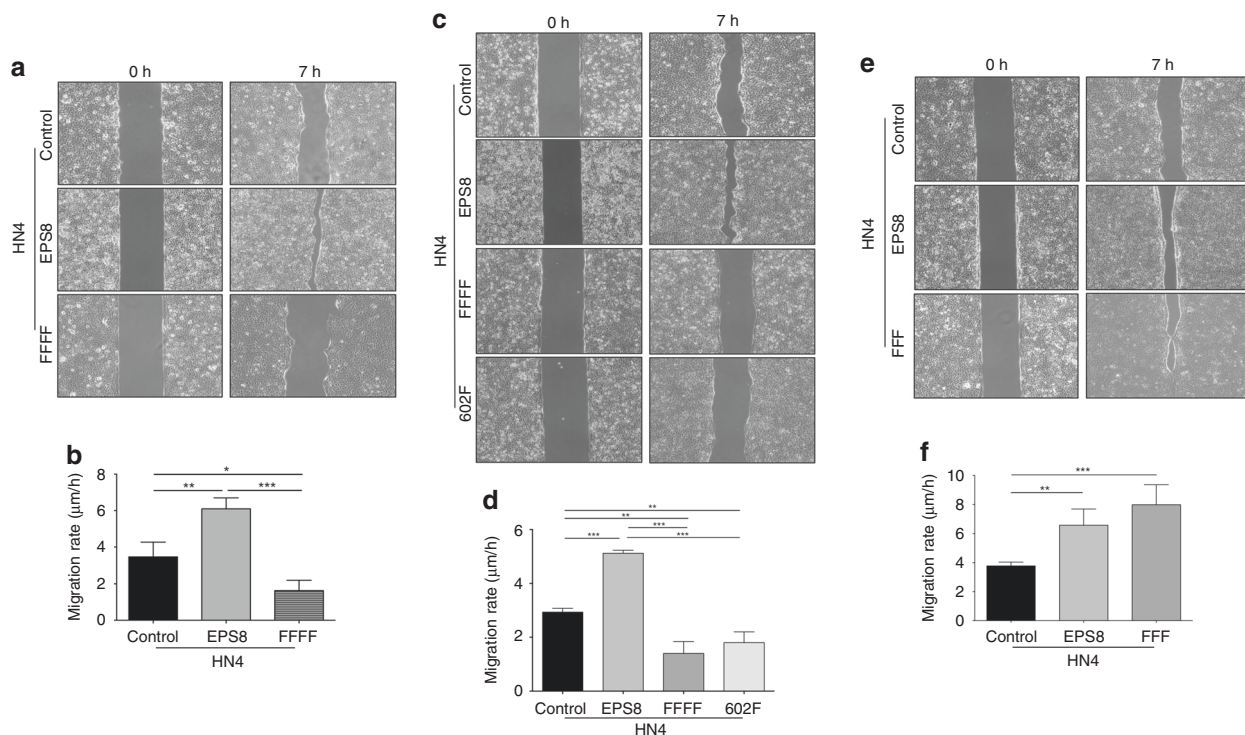 a
0 h
7 h
Control
EPS8
FFFF
HN4
b
Migration rate (μm/h)
8
6
4
2
0
*
**
***
Control
EPS8
FFFF
HN4
c
0 h
7 h
Control
EPS8
FFFF
602F
HN4
d
Migration rate (μm/h)
6
4
2
0
**
**
***
***
***
Control
EPS8
FFFF
602F
HN4
e
0 h
7 h
Control
EPS8
FFF
HN4
f
Migration rate (μm/h)
10
8
6
4
2
0
***
**
Control
EPS8
FFF
HN4